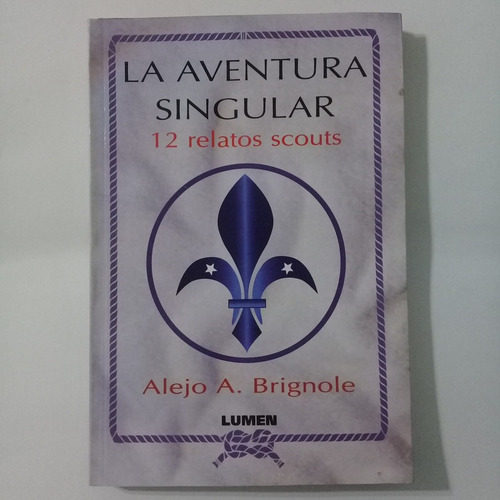 LA AVENTURA
SINGULAR
12 relatos scouts
Alejo A. Brignole
LUMEN